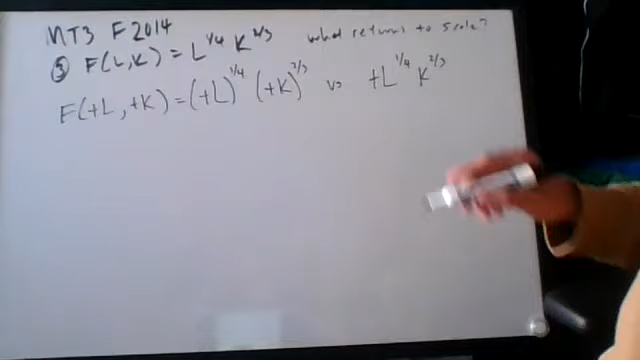 MT3 F2014
⑤ F(L,K) = L^1/4 K^2/3 what returns to scale?
F(tL, tK) = (tL)^1/4 (tK)^2/3 vs tL^1/4 K^2/3